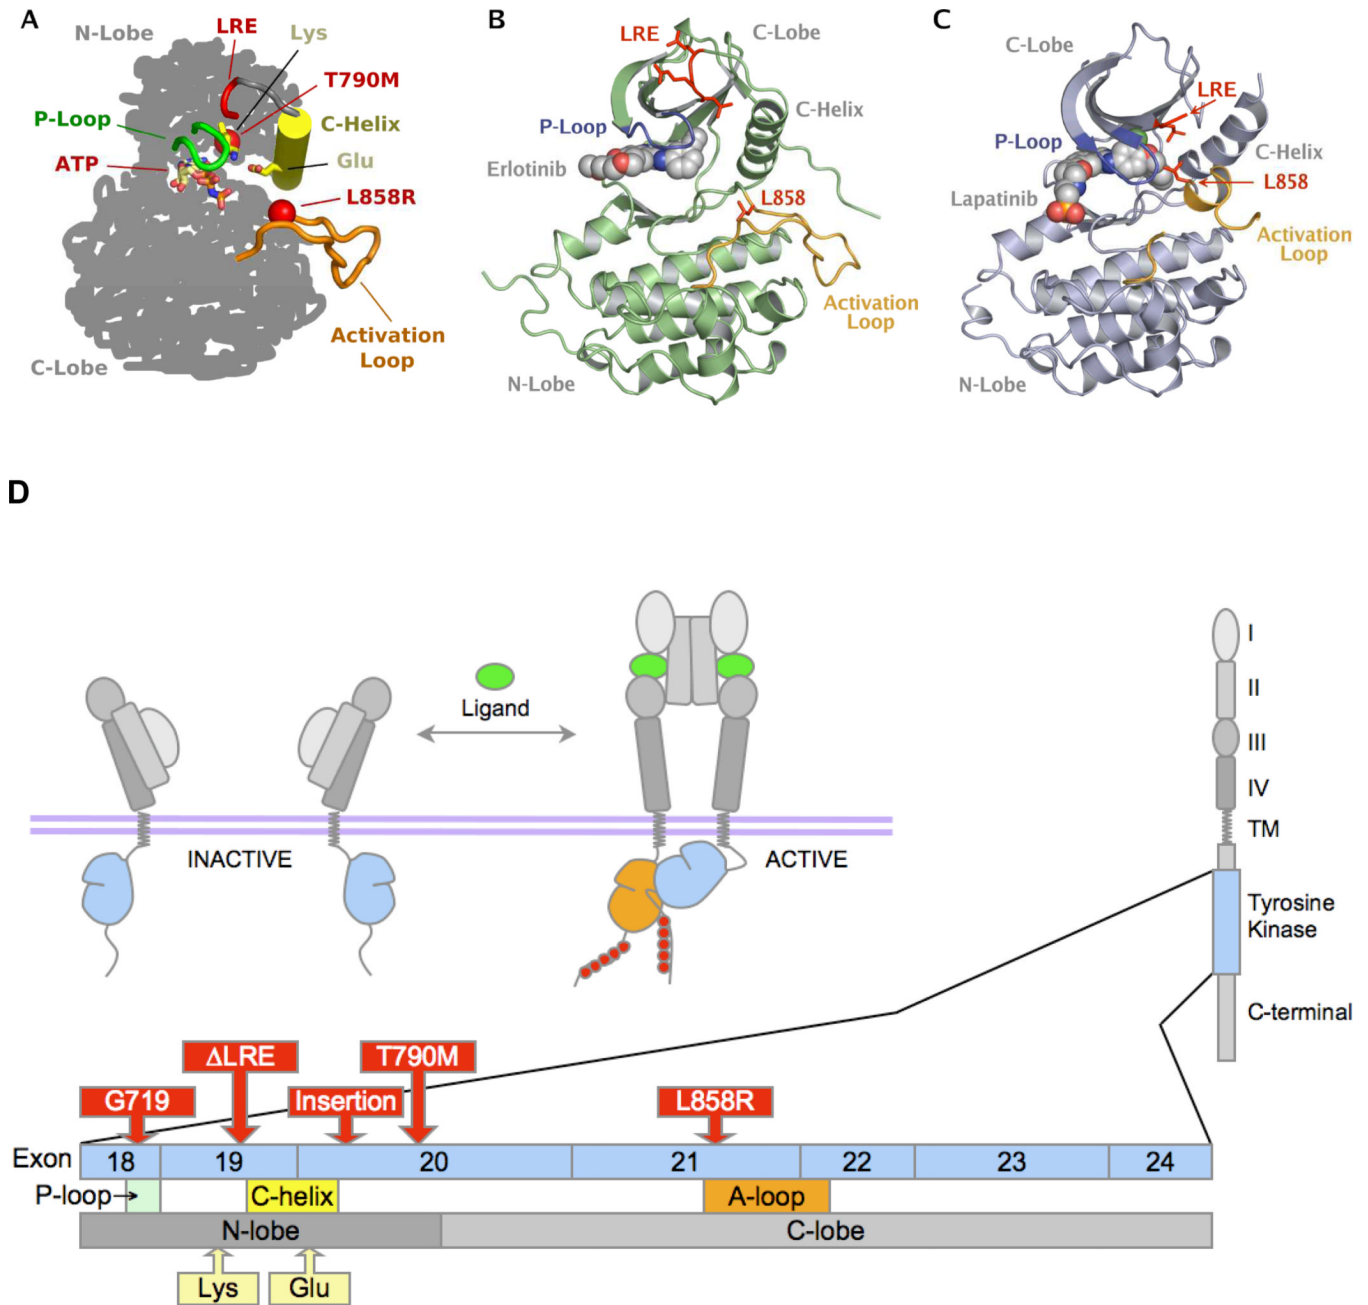 A
N-Lobe
LRE
Lys
T790M
P-Loop
C-Helix
ATP
Glu
L858R
Activation
Loop
C-Lobe
B
LRE
C-Lobe
C-Helix
P-Loop
Erlotinib
L858
Activation
Loop
N-Lobe
C
C-Lobe
LRE
P-Loop
C-Helix
L858
Lapatinib
Activation
Loop
N-Lobe
D
Ligand
INACTIVE
ACTIVE
I
II
III
IV
TM
Tyrosine
Kinase
C-terminal
ΔLRE
T790M
G719
Insertion
L858R
Exon 18 19 20 21 22 23 24
P-loop→ C-helix A-loop
N-lobe C-lobe
Lys Glu